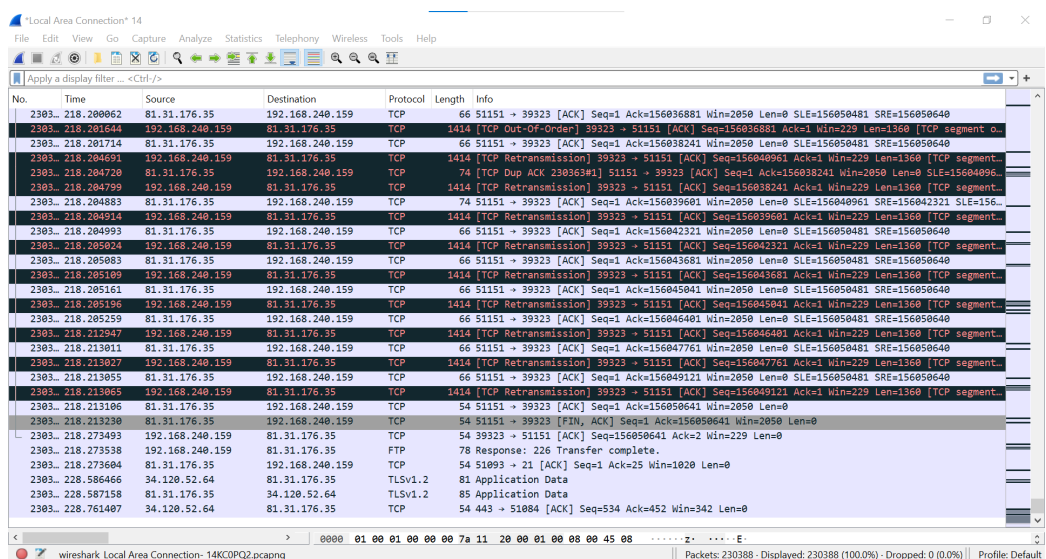 *Local Area Connection* 14
File Edit View Go Capture Analyze Statistics Telephony Wireless Tools Help
Apply a display filter ... <Ctrl-/>
No. Time Source Destination Protocol Length Info
2303… 218.200062 81.31.176.35 192.168.240.159 TCP 66 51151 → 39323 [ACK] Seq=1 Ack=156036881 Win=2050 Len=0 SLE=156050481 SRE=156050640
2303… 218.201644 192.168.240.159 81.31.176.35 TCP 1414 [TCP Out-Of-Order] 39323 → 51151 [ACK] Seq=156036881 Ack=1 Win=229 Len=1360 [TCP segment o…
2303… 218.201714 81.31.176.35 192.168.240.159 TCP 66 51151 → 39323 [ACK] Seq=1 Ack=156038241 Win=2050 Len=0 SLE=156050481 SRE=156050640
2303… 218.204691 192.168.240.159 81.31.176.35 TCP 1414 [TCP Retransmission] 39323 → 51151 [ACK] Seq=156040961 Ack=1 Win=229 Len=1360 [TCP segment…
2303… 218.204720 81.31.176.35 192.168.240.159 TCP 74 [TCP Dup ACK 230363#1] 51151 → 39323 [ACK] Seq=1 Ack=156038241 Win=2050 Len=0 SLE=15604096…
2303… 218.204799 192.168.240.159 81.31.176.35 TCP 1414 [TCP Retransmission] 39323 → 51151 [ACK] Seq=156038241 Ack=1 Win=229 Len=1360 [TCP segment…
2303… 218.204883 81.31.176.35 192.168.240.159 TCP 74 51151 → 39323 [ACK] Seq=1 Ack=156039601 Win=2050 Len=0 SLE=156040961 SRE=156042321 SLE=156…
2303… 218.204914 192.168.240.159 81.31.176.35 TCP 1414 [TCP Retransmission] 39323 → 51151 [ACK] Seq=156039601 Ack=1 Win=229 Len=1360 [TCP segment…
2303… 218.204993 81.31.176.35 192.168.240.159 TCP 66 51151 → 39323 [ACK] Seq=1 Ack=156042321 Win=2050 Len=0 SLE=156050481 SRE=156050640
2303… 218.205024 192.168.240.159 81.31.176.35 TCP 1414 [TCP Retransmission] 39323 → 51151 [ACK] Seq=156042321 Ack=1 Win=229 Len=1360 [TCP segment…
2303… 218.205083 81.31.176.35 192.168.240.159 TCP 66 51151 → 39323 [ACK] Seq=1 Ack=156043681 Win=2050 Len=0 SLE=156050481 SRE=156050640
2303… 218.205109 192.168.240.159 81.31.176.35 TCP 1414 [TCP Retransmission] 39323 → 51151 [ACK] Seq=156043681 Ack=1 Win=229 Len=1360 [TCP segment…
2303… 218.205161 81.31.176.35 192.168.240.159 TCP 66 51151 → 39323 [ACK] Seq=1 Ack=156045041 Win=2050 Len=0 SLE=156050481 SRE=156050640
2303… 218.205196 192.168.240.159 81.31.176.35 TCP 1414 [TCP Retransmission] 39323 → 51151 [ACK] Seq=156045041 Ack=1 Win=229 Len=1360 [TCP segment…
2303… 218.205259 81.31.176.35 192.168.240.159 TCP 66 51151 → 39323 [ACK] Seq=1 Ack=156046401 Win=2050 Len=0 SLE=156050481 SRE=156050640
2303… 218.212947 192.168.240.159 81.31.176.35 TCP 1414 [TCP Retransmission] 39323 → 51151 [ACK] Seq=156046401 Ack=1 Win=229 Len=1360 [TCP segment…
2303… 218.213011 81.31.176.35 192.168.240.159 TCP 66 51151 → 39323 [ACK] Seq=1 Ack=156047761 Win=2050 Len=0 SLE=156050481 SRE=156050640
2303… 218.213027 192.168.240.159 81.31.176.35 TCP 1414 [TCP Retransmission] 39323 → 51151 [ACK] Seq=156047761 Ack=1 Win=229 Len=1360 [TCP segment…
2303… 218.213055 81.31.176.35 192.168.240.159 TCP 66 51151 → 39323 [ACK] Seq=1 Ack=156049121 Win=2050 Len=0 SLE=156050481 SRE=156050640
2303… 218.213065 192.168.240.159 81.31.176.35 TCP 1414 [TCP Retransmission] 39323 → 51151 [ACK] Seq=156049121 Ack=1 Win=229 Len=1360 [TCP segment…
2303… 218.213106 81.31.176.35 192.168.240.159 TCP 54 51151 → 39323 [ACK] Seq=1 Ack=156050641 Win=2050 Len=0
2303… 218.213230 81.31.176.35 192.168.240.159 TCP 54 51151 → 39323 [FIN, ACK] Seq=1 Ack=156050641 Win=2050 Len=0
2303… 218.273493 192.168.240.159 81.31.176.35 TCP 54 39323 → 51151 [ACK] Seq=156050641 Ack=2 Win=229 Len=0
2303… 218.273538 192.168.240.159 81.31.176.35 FTP 78 Response: 226 Transfer complete.
2303… 218.273604 81.31.176.35 192.168.240.159 TCP 54 51093 → 21 [ACK] Seq=1 Ack=25 Win=1020 Len=0
2303… 228.586466 34.120.52.64 81.31.176.35 TLSv1.2 81 Application Data
2303… 228.587158 81.31.176.35 34.120.52.64 TLSv1.2 85 Application Data
2303… 228.761407 34.120.52.64 81.31.176.35 TCP 54 443 → 51084 [ACK] Seq=534 Ack=452 Win=342 Len=0
0000 01 00 01 00 00 00 7a 11 20 00 01 00 08 00 45 08 ······z· ·····E·
wireshark_Local Area Connection- 14KC0PQ2.pcapng Packets: 230388 · Displayed: 230388 (100.0%) · Dropped: 0 (0.0%) Profile: Default